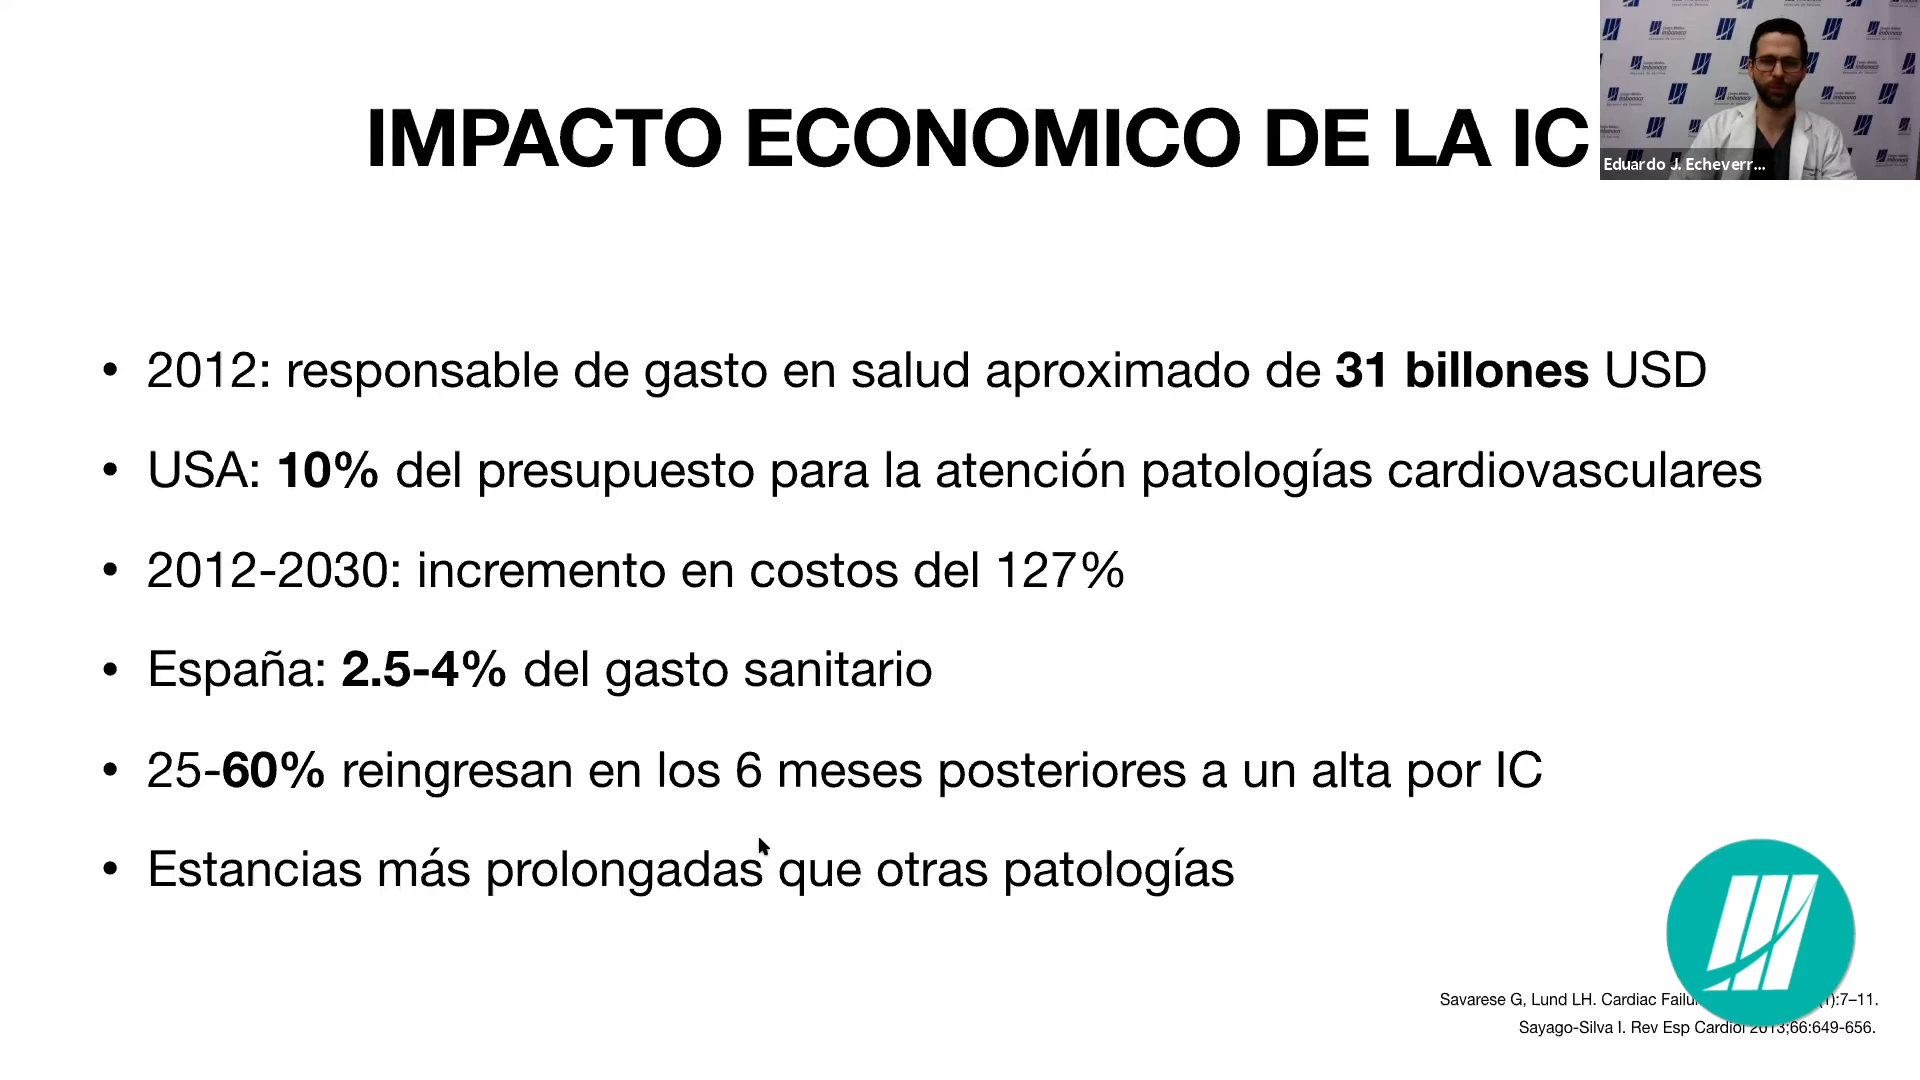 IMPACTO ECONOMICO DE LA IC
Eduardo J. Echeverr...
• 2012: responsable de gasto en salud aproximado de 31 billones USD
• USA: 10% del presupuesto para la atención patologías cardiovasculares
• 2012-2030: incremento en costos del 127%
• España: 2.5-4% del gasto sanitario
• 25-60% reingresan en los 6 meses posteriores a un alta por IC
• Estancias más prolongadas que otras patologías
Savarese G, Lund LH. Cardiac :7–11.
Sayago-Silva I. Rev Esp Cardiol 2013;66:649-656.